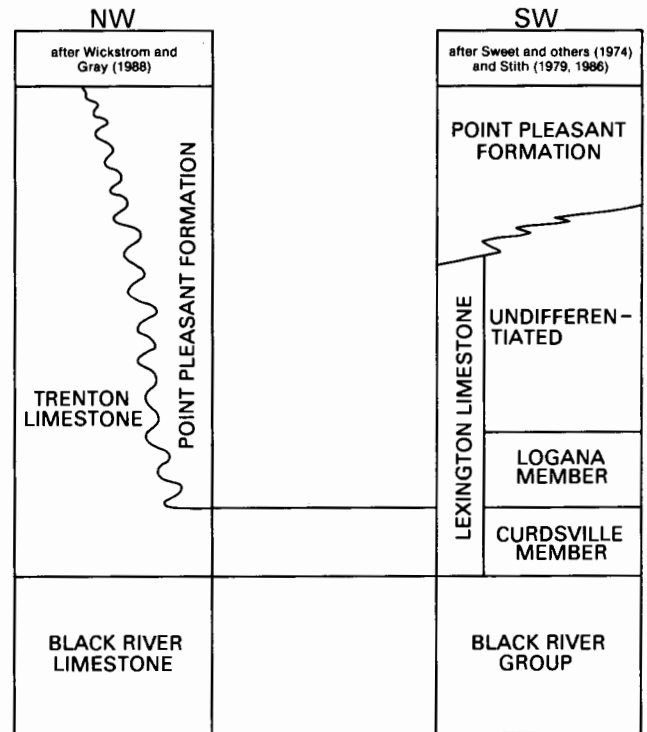 NW
after Wickstrom and
Gray (1988)
TRENTON
LIMESTONE
POINT PLEASANT FORMATION
BLACK RIVER
LIMESTONE
SW
after Sweet and others (1974)
and Stith (1979, 1986)
POINT PLEASANT
FORMATION
LEXINGTON LIMESTONE
UNDIFFEREN-
TIATED
LOGANA
MEMBER
CURDSVILLE
MEMBER
BLACK RIVER
GROUP